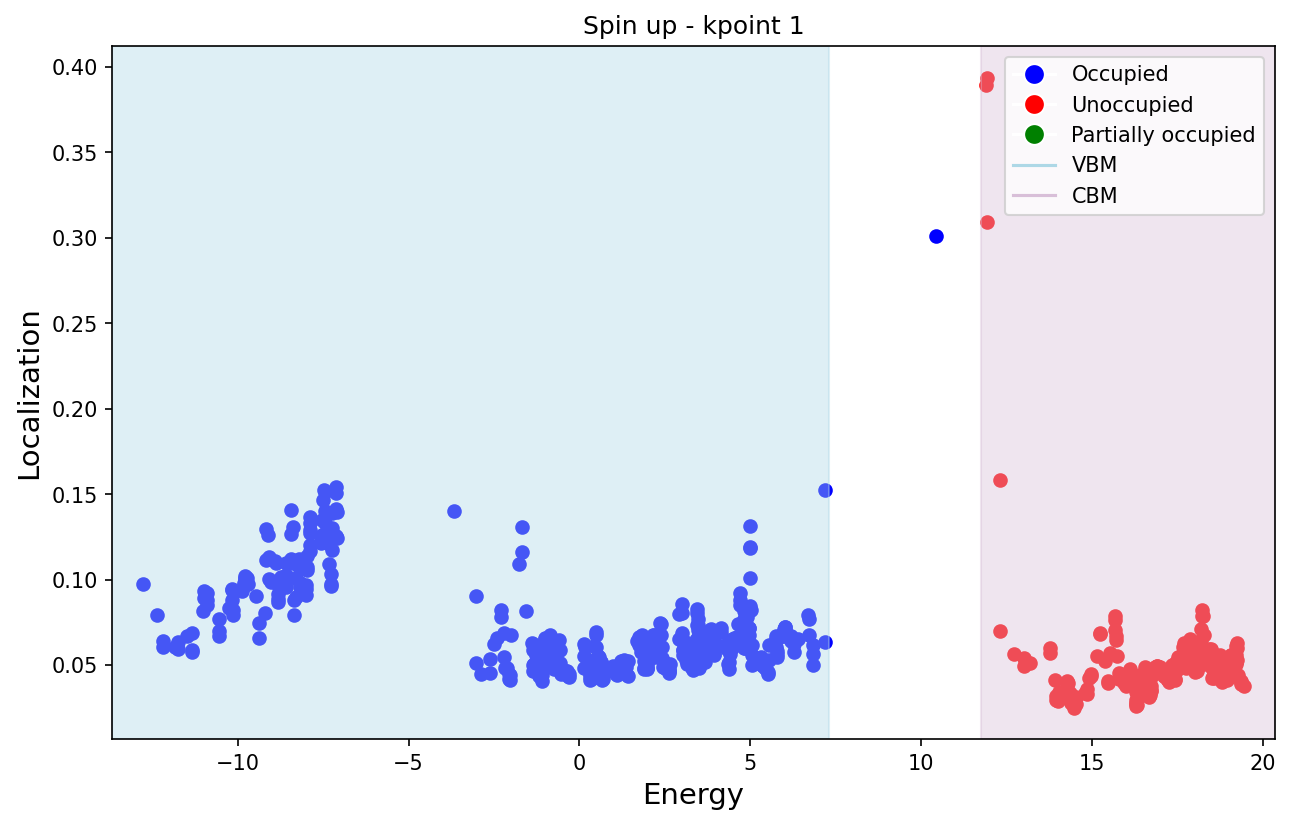 Spin up - kpoint 1
Localization
0.40
0.35
0.30
0.25
0.20
0.15
0.10
0.05
Occupied
Unoccupied
Partially occupied
VBM
CBM
−10
−5
0
5
10
15
20
Energy